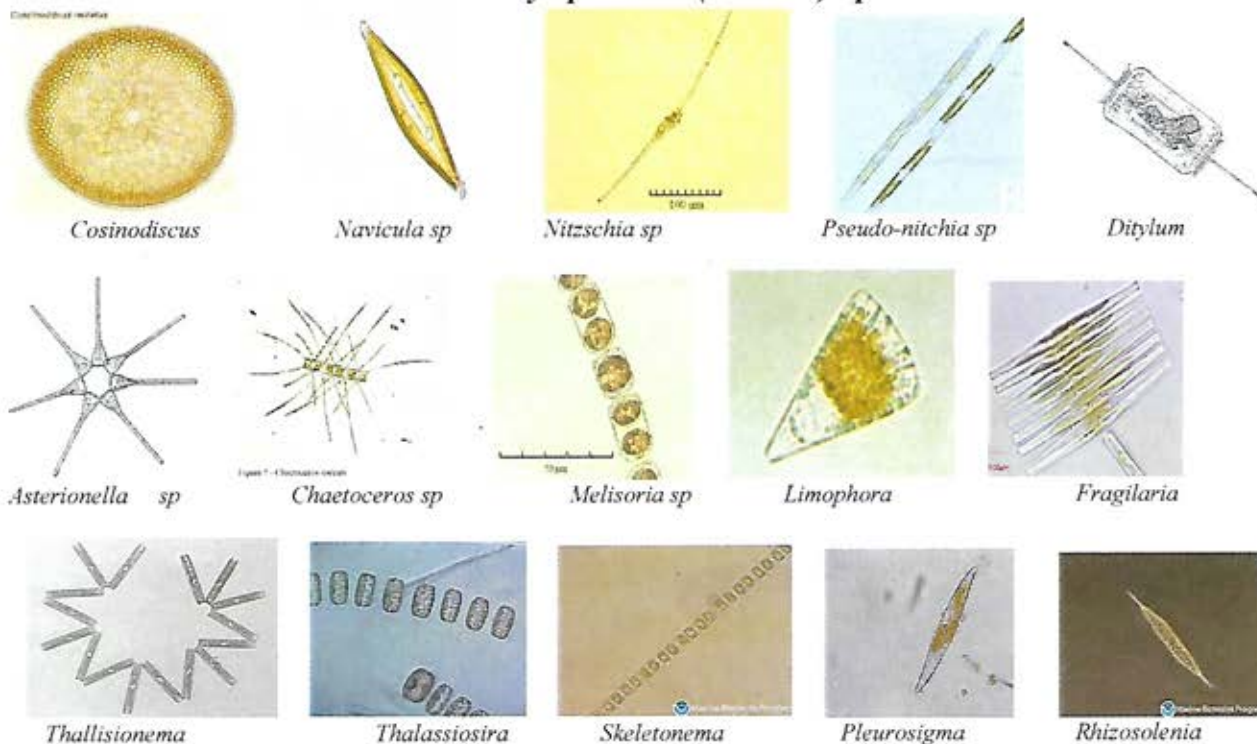 Cosinodiscus    Navicula sp    Nitzschia sp    Pseudo-nitchia sp    Ditylum
Asterionella    sp    Chaetoceros sp    Melisoria sp    Limophora    Fragilaria
Thallisionema    Thalassiosira    Skeletonema    Pleurosigma    Rhizosolenia